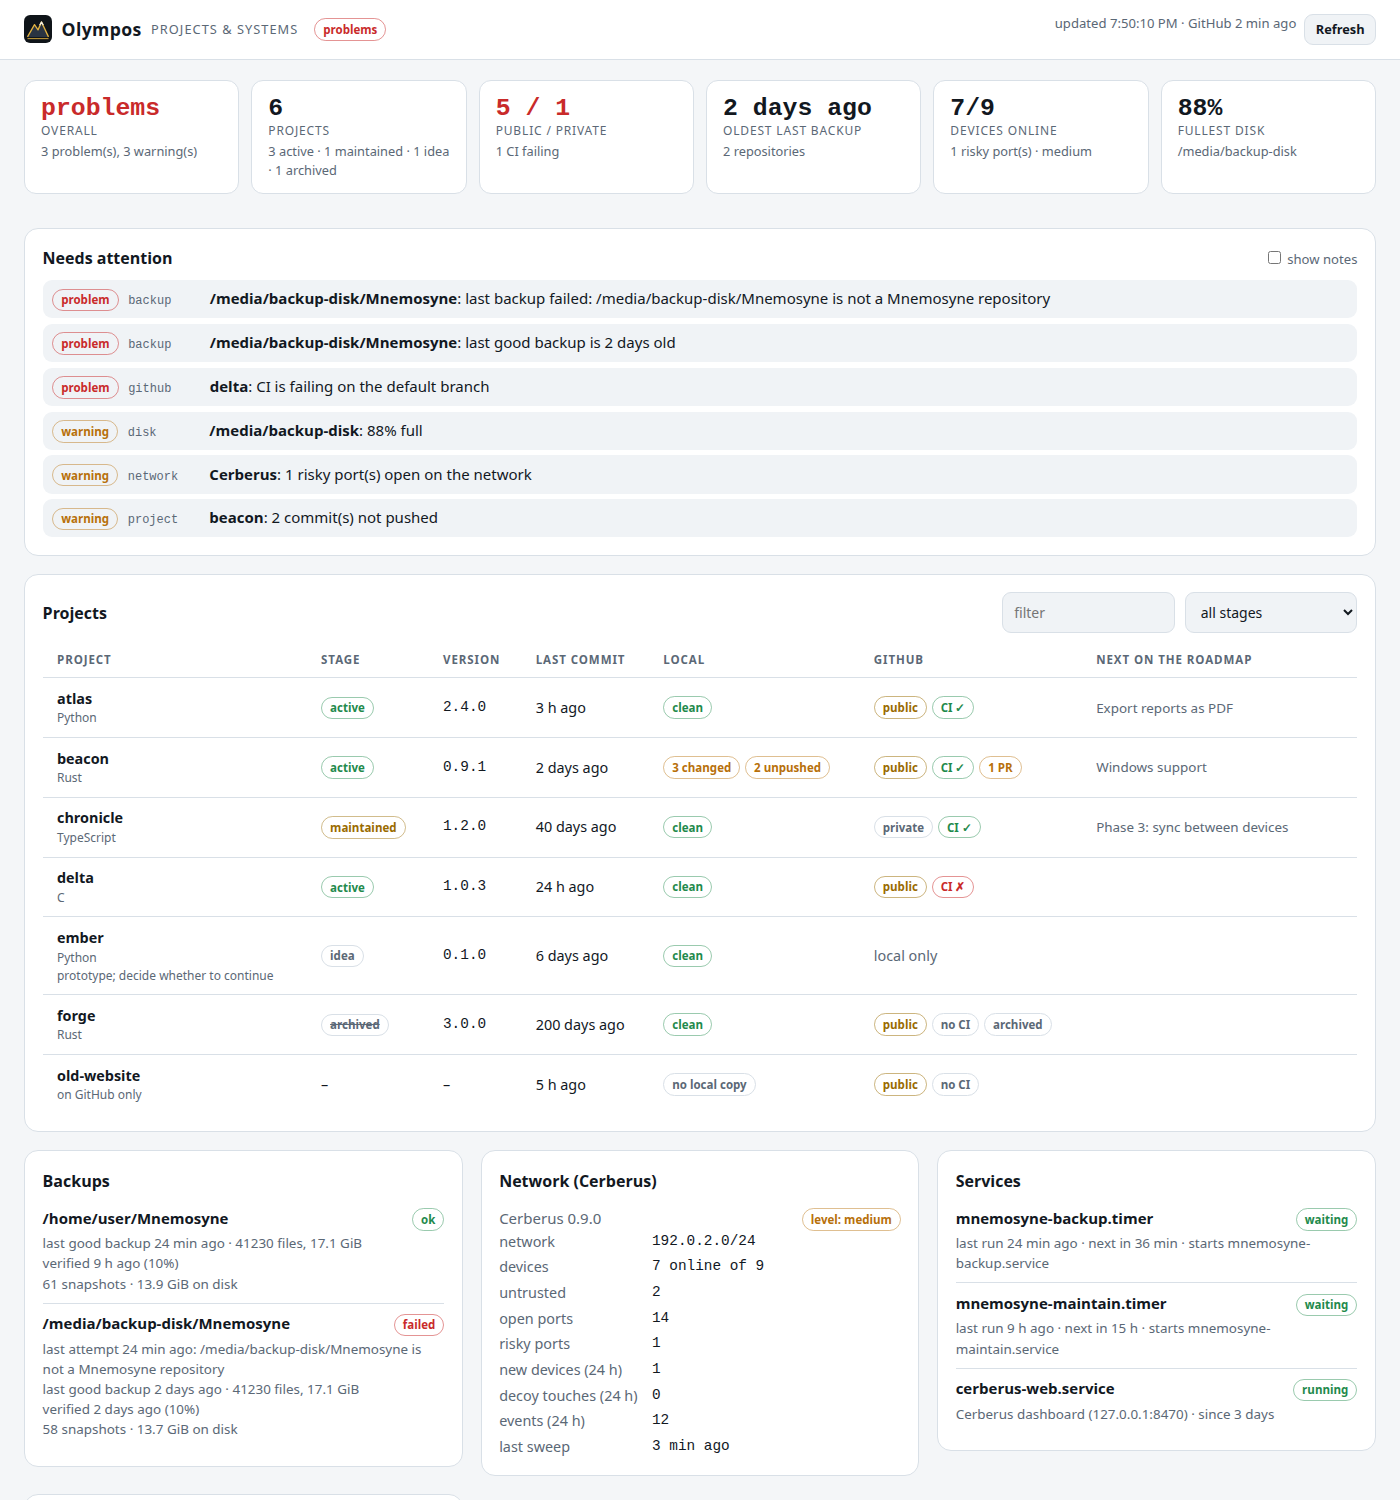 Olympos PROJECTS & SYSTEMS problems
updated 7:50:10 PM · GitHub 2 min ago Refresh
problems
OVERALL
3 problem(s), 3 warning(s)
6
PROJECTS
3 active · 1 maintained · 1 idea
· 1 archived
5 / 1
PUBLIC / PRIVATE
1 CI failing
2 days ago
OLDEST LAST BACKUP
2 repositories
7/9
DEVICES ONLINE
1 risky port(s) · medium
88%
FULLEST DISK
/media/backup-disk
Needs attention
show notes
problem backup /media/backup-disk/Mnemosyne: last backup failed: /media/backup-disk/Mnemosyne is not a Mnemosyne repository
problem backup /media/backup-disk/Mnemosyne: last good backup is 2 days old
problem github delta: CI is failing on the default branch
warning disk /media/backup-disk: 88% full
warning network Cerberus: 1 risky port(s) open on the network
warning project beacon: 2 commit(s) not pushed
Projects
filter all stages
PROJECT STAGE VERSION LAST COMMIT LOCAL GITHUB NEXT ON THE ROADMAP
atlas
Python
active 2.4.0 3 h ago clean public CI ✓ Export reports as PDF
beacon
Rust
active 0.9.1 2 days ago 3 changed 2 unpushed public CI ✓ 1 PR Windows support
chronicle
TypeScript
maintained 1.2.0 40 days ago clean private CI ✓ Phase 3: sync between devices
delta
C
active 1.0.3 24 h ago clean public CI ✗
ember
Python
prototype; decide whether to continue
idea 0.1.0 6 days ago clean local only
forge
Rust
archived 3.0.0 200 days ago clean public no CI archived
old-website
on GitHub only
– – 5 h ago no local copy public no CI
Backups
/home/user/Mnemosyne ok
last good backup 24 min ago · 41230 files, 17.1 GiB
verified 9 h ago (10%)
61 snapshots · 13.9 GiB on disk
/media/backup-disk/Mnemosyne failed
last attempt 24 min ago: /media/backup-disk/Mnemosyne is
not a Mnemosyne repository
last good backup 2 days ago · 41230 files, 17.1 GiB
verified 2 days ago (10%)
58 snapshots · 13.7 GiB on disk
Network (Cerberus)
Cerberus 0.9.0 level: medium
network 192.0.2.0/24
devices 7 online of 9
untrusted 2
open ports 14
risky ports 1
new devices (24 h) 1
decoy touches (24 h) 0
events (24 h) 12
last sweep 3 min ago
Services
mnemosyne-backup.timer waiting
last run 24 min ago · next in 36 min · starts mnemosyne-
backup.service
mnemosyne-maintain.timer waiting
last run 9 h ago · next in 15 h · starts mnemosyne-
maintain.service
cerberus-web.service running
Cerberus dashboard (127.0.0.1:8470) · since 3 days